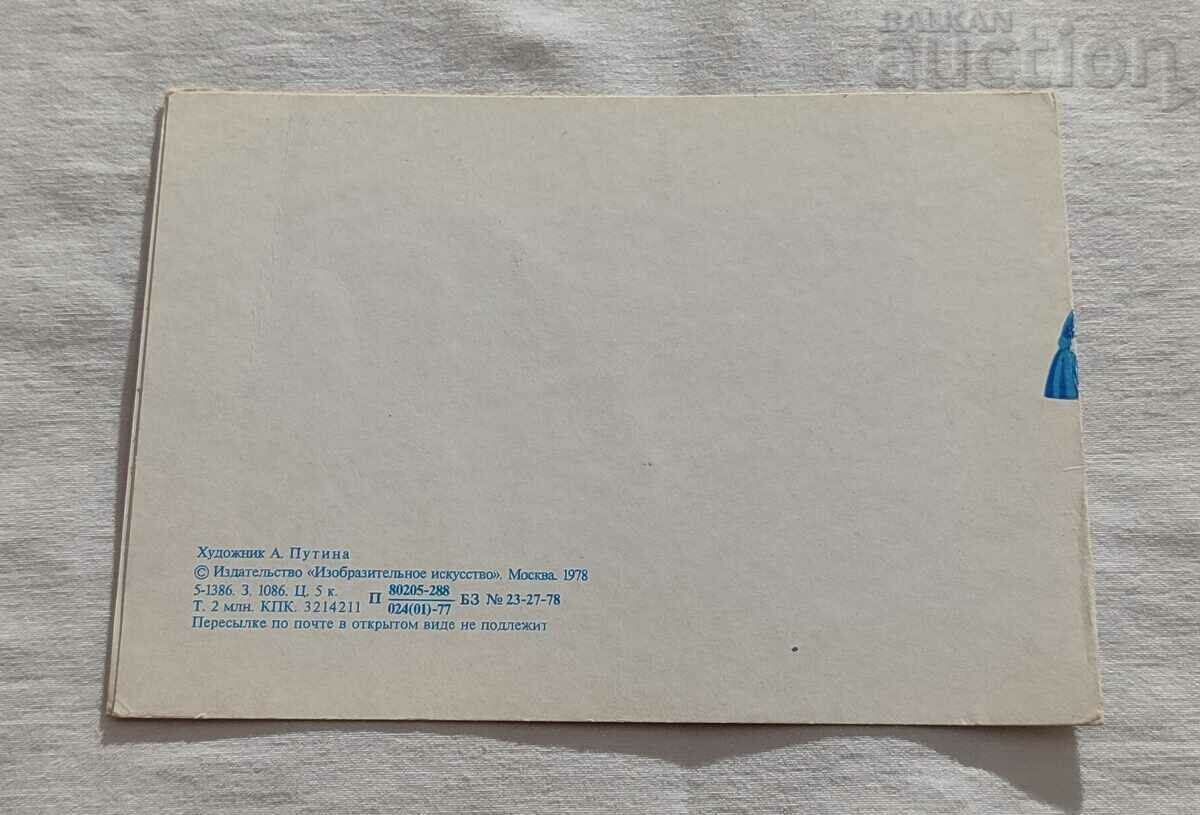 BALKAN
auction
Художник А. Путина
© Издательство «Изобразительное искусство». Москва. 1978
5-1386. З. 1086. Ц. 5 к. П 80205-288 БЗ № 23-27-78
Т. 2 млн. КПК. 3214211 024(01)-77
Пересылке по почте в открытом виде не подлежит